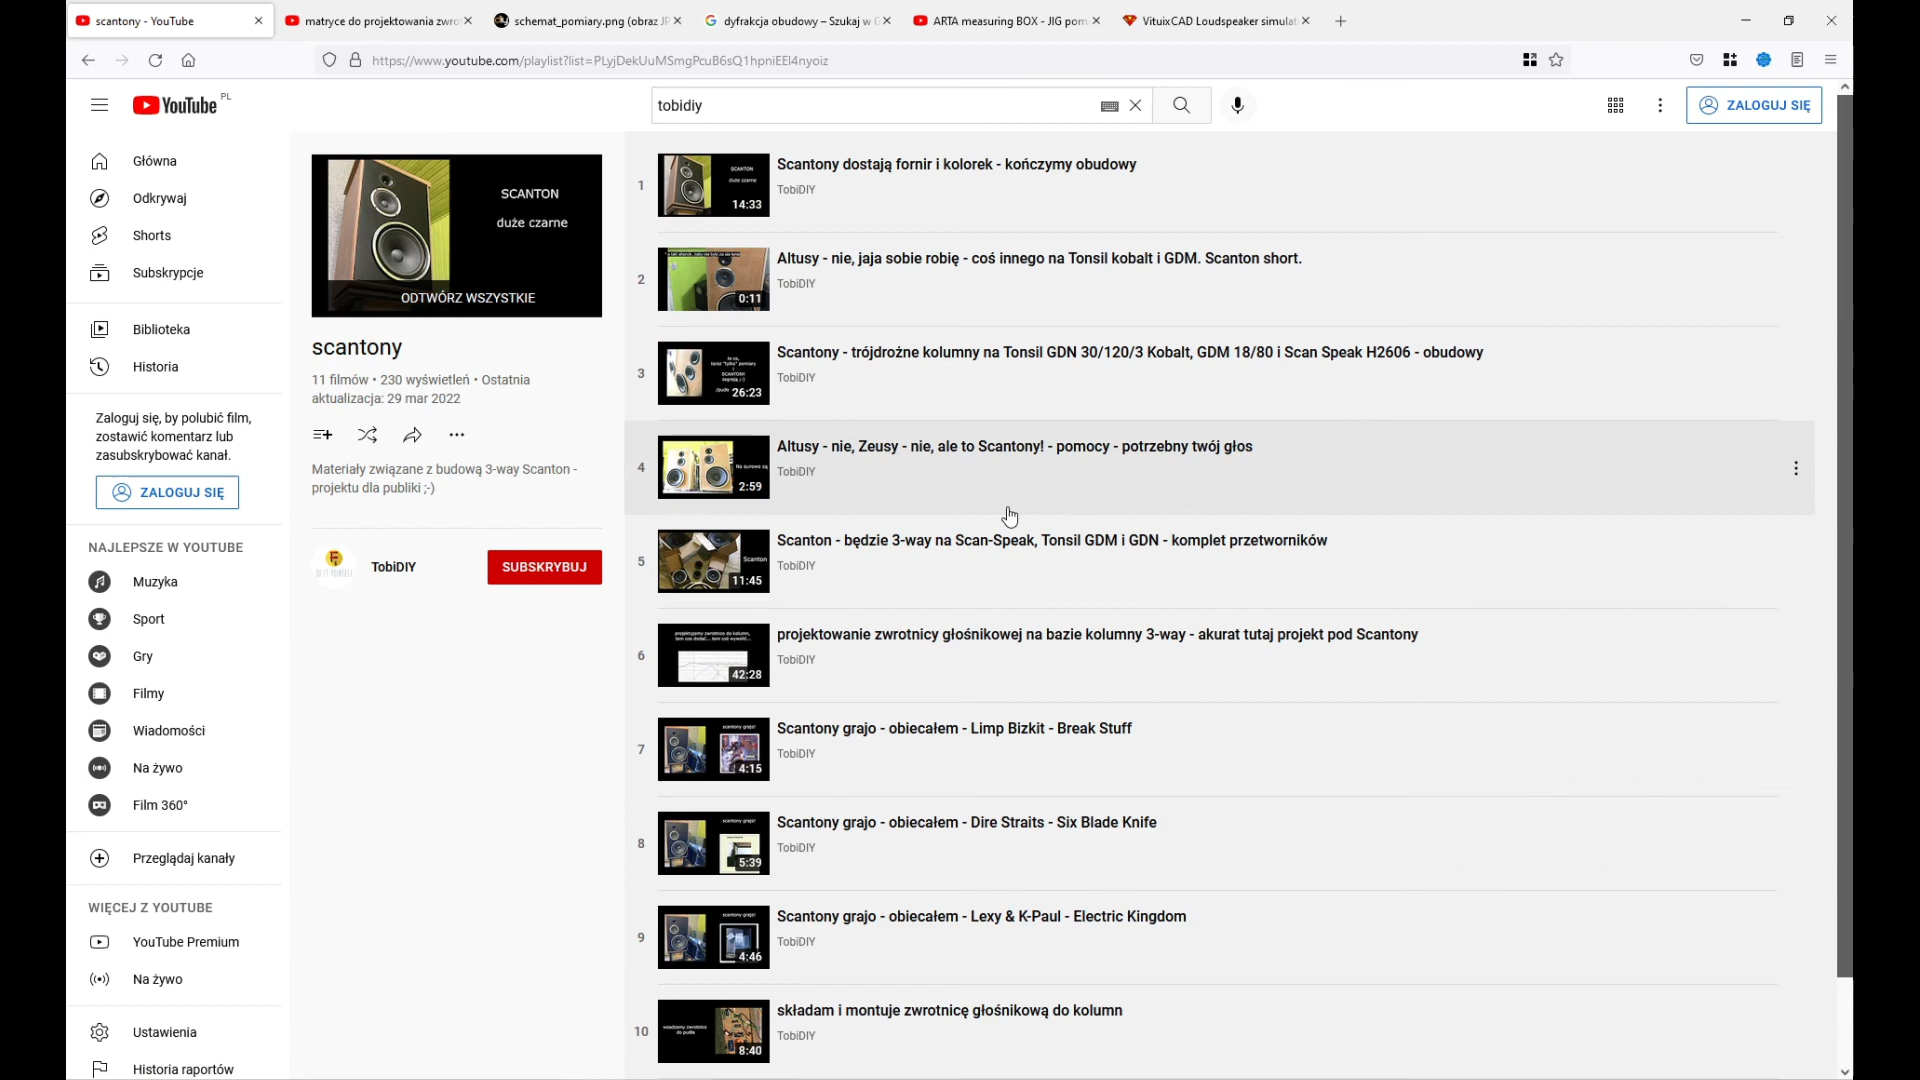 scantony - YouTube
matryce do projektowania zwro
schemat_pomiary.png (obraz JP
dyfrakcja obudowy – Szukaj w G
ARTA measuring BOX - JIG pom
VituixCAD Loudspeaker simulat
https://www.youtube.com/playlist?list=PLyjDekUuMSmgPcuB6sQ1hpniEEl4nyoiz
YouTube PL
tobidiy
ZALOGUJ SIĘ
Główna
Odkrywaj
Shorts
Subskrypcje
Biblioteka
Historia
Zaloguj się, by polubić film,
zostawić komentarz lub
zasubskrybować kanał.
ZALOGUJ SIĘ
NAJLEPSZE W YOUTUBE
Muzyka
Sport
Gry
Filmy
Wiadomości
Na żywo
Film 360°
Przeglądaj kanały
WIĘCEJ Z YOUTUBE
YouTube Premium
Na żywo
Ustawienia
Historia raportów
SCANTON
duże czarne
ODTWÓRZ WSZYSTKIE
scantony
11 filmów • 230 wyświetleń • Ostatnia
aktualizacja: 29 mar 2022
Materiały związane z budową 3-way Scanton -
projektu dla publiki ;-)
TobiDIY
SUBSKRYBUJ
1
SCANTON
duże czarne
14:33
Scantony dostają fornir i kolorek - kończymy obudowy
TobiDIY
2
0:11
Altusy - nie, jaja sobie robię - coś innego na Tonsil kobalt i GDM. Scanton short.
TobiDIY
3
26:23
Scantony - trójdrożne kolumny na Tonsil GDN 30/120/3 Kobalt, GDM 18/80 i Scan Speak H2606 - obudowy
TobiDIY
4
2:59
Altusy - nie, Zeusy - nie, ale to Scantony! - pomocy - potrzebny twój głos
TobiDIY
5
Scanton
11:45
Scanton - będzie 3-way na Scan-Speak, Tonsil GDM i GDN - komplet przetworników
TobiDIY
6
42:28
projektowanie zwrotnicy głośnikowej na bazie kolumny 3-way - akurat tutaj projekt pod Scantony
TobiDIY
7
scantony grajo!
4:15
Scantony grajo - obiecałem - Limp Bizkit - Break Stuff
TobiDIY
8
scantony grajo!
5:39
Scantony grajo - obiecałem - Dire Straits - Six Blade Knife
TobiDIY
9
scantony grajo!
4:46
Scantony grajo - obiecałem - Lexy & K-Paul - Electric Kingdom
TobiDIY
10
8:40
składam i montuje zwrotnicę głośnikową do kolumn
TobiDIY